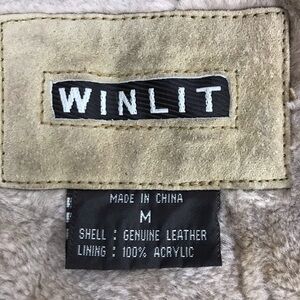 WINLIT
MADE IN CHINA
M
SHELL : GENUINE LEATHER
LINING : 100% ACRYLIC